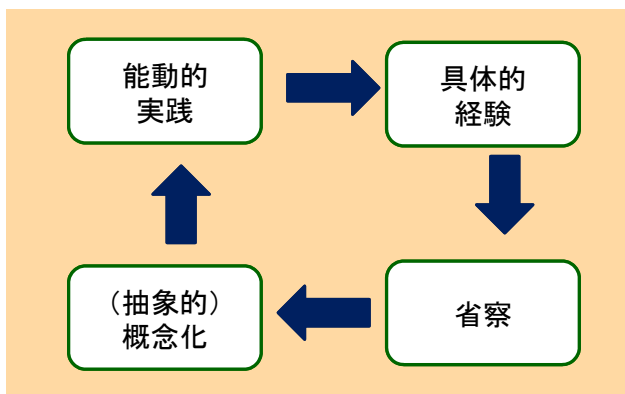 能動的
実践
具体的
経験
（抽象的）
概念化
省察